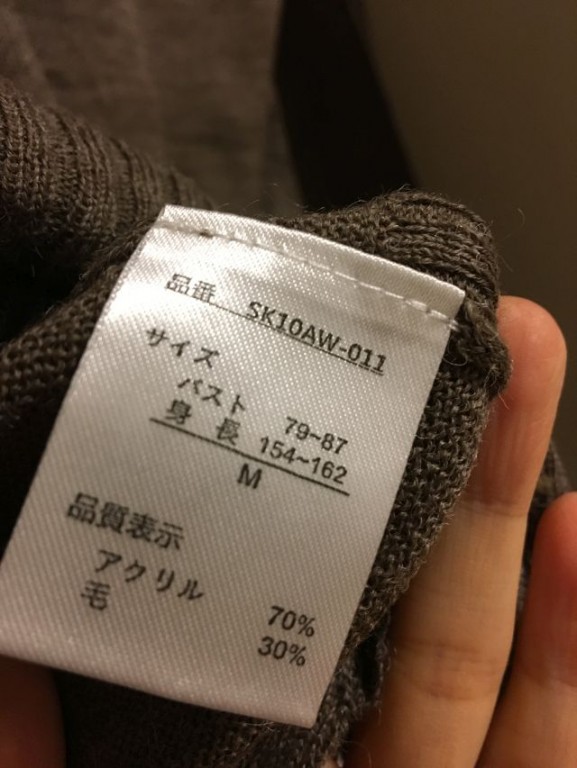 品番 SK10AW-011
サイズ
バスト 79~87
身 長 154~162
M
品質表示
アクリル 70%
毛 30%